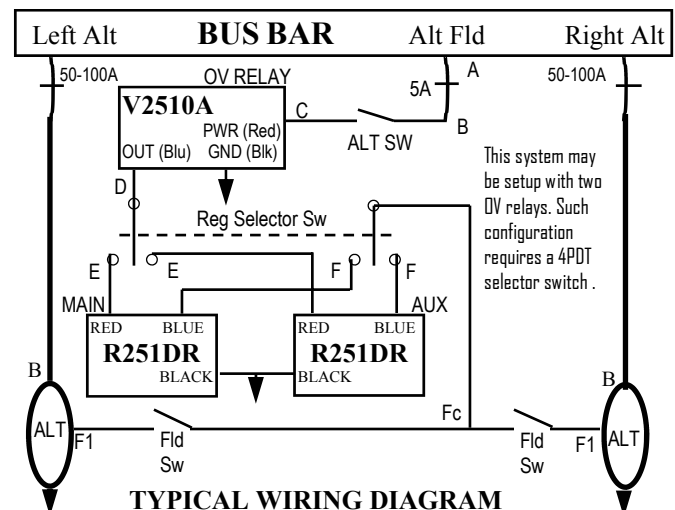 Left Alt BUS BAR Alt Fld Right Alt
50-100A OV RELAY 5A A 50-100A
V2510A
PWR (Red) C B
OUT (Blu) GND (Blk) ALT SW
D
This system may
be setup with two
OV relays. Such
configuration
requires a 4PDT
selector switch .
Reg Selector Sw
E E F F
MAIN AUX
RED BLUE RED BLUE
R251DR R251DR
BLACK BLACK
B B
ALT F1 Fld Sw Fc Fld Sw F1 ALT
TYPICAL WIRING DIAGRAM